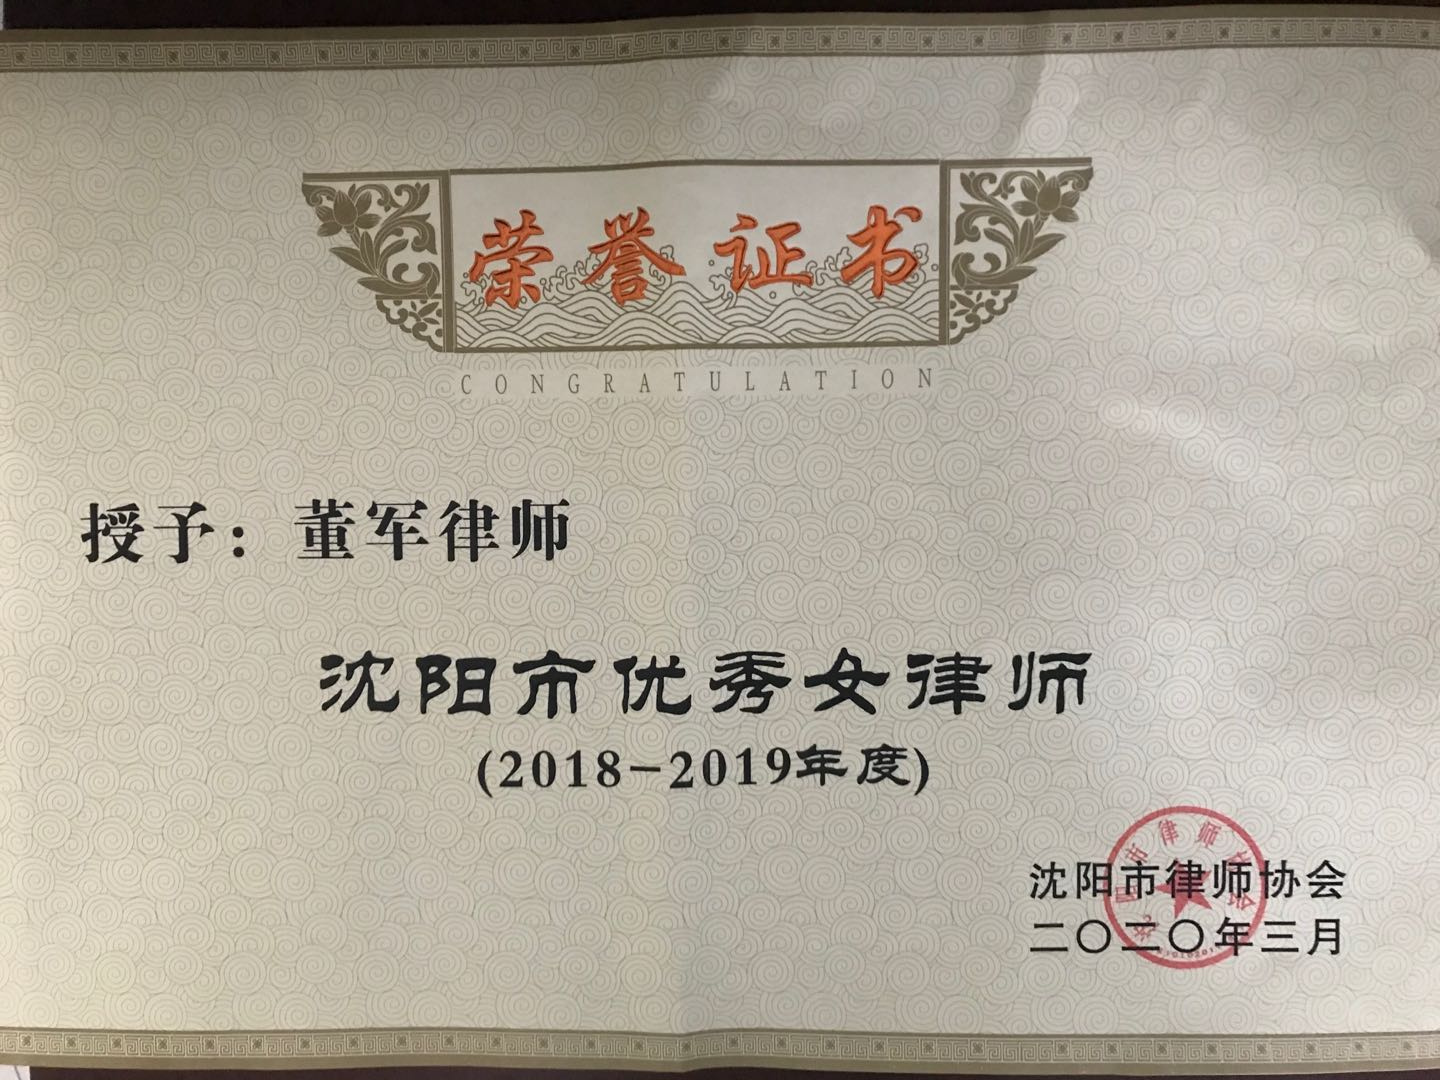 荣誉证书
CONGRATULATION
授予：董军律师
沈阳市优秀女律师
(2018-2019年度)
沈阳市律师协会
二〇二〇年三月